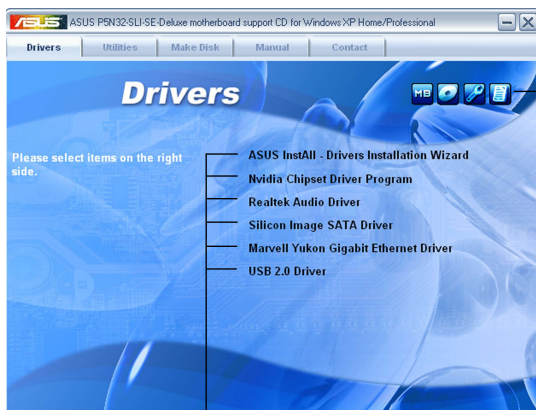 ASUS ASUS P5N32-SLI-SE-Deluxe motherboard support CD for Windows XP Home/Professional
Drivers Utilities Make Disk Manual Contact
Drivers
MB
Please select items on the right
side.
ASUS InstAll - Drivers Installation Wizard
Nvidia Chipset Driver Program
Realtek Audio Driver
Silicon Image SATA Driver
Marvell Yukon Gigabit Ethernet Driver
USB 2.0 Driver